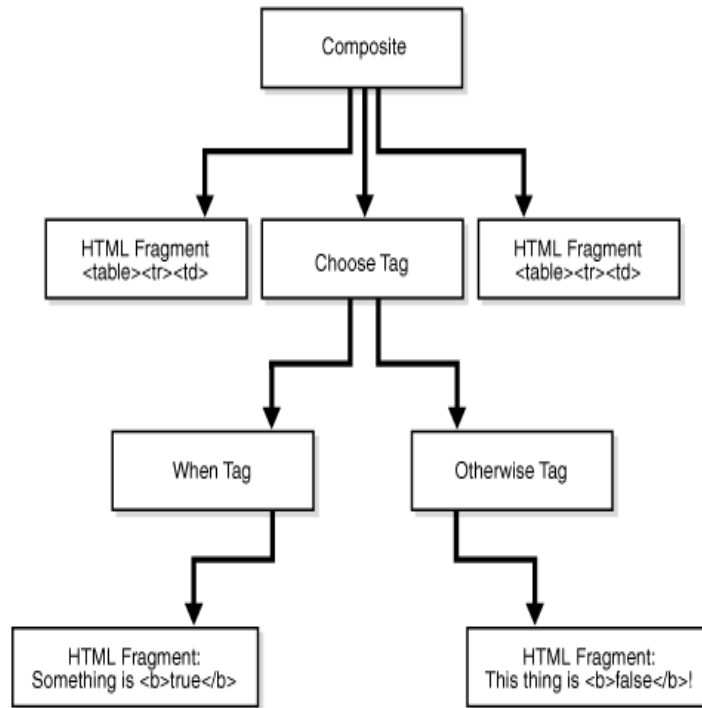 Composite
HTML Fragment
<table><tr><td>
Choose Tag
HTML Fragment
<table><tr><td>
When Tag
Otherwise Tag
HTML Fragment:
Something is <b>true</b>
HTML Fragment:
This thing is <b>false</b>!